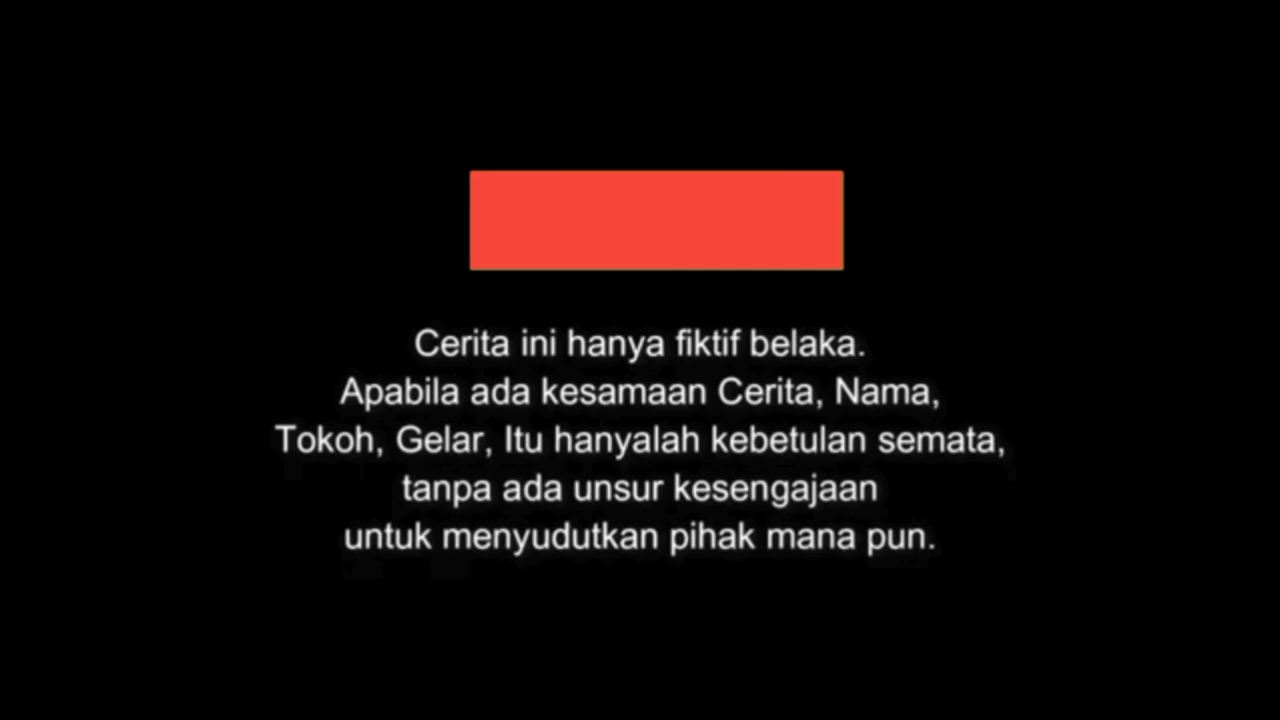 Cerita ini hanya fiktif belaka.
Apabila ada kesamaan Cerita, Nama,
Tokoh, Gelar, Itu hanyalah kebetulan semata,
tanpa ada unsur kesengajaan
untuk menyudutkan pihak mana pun.